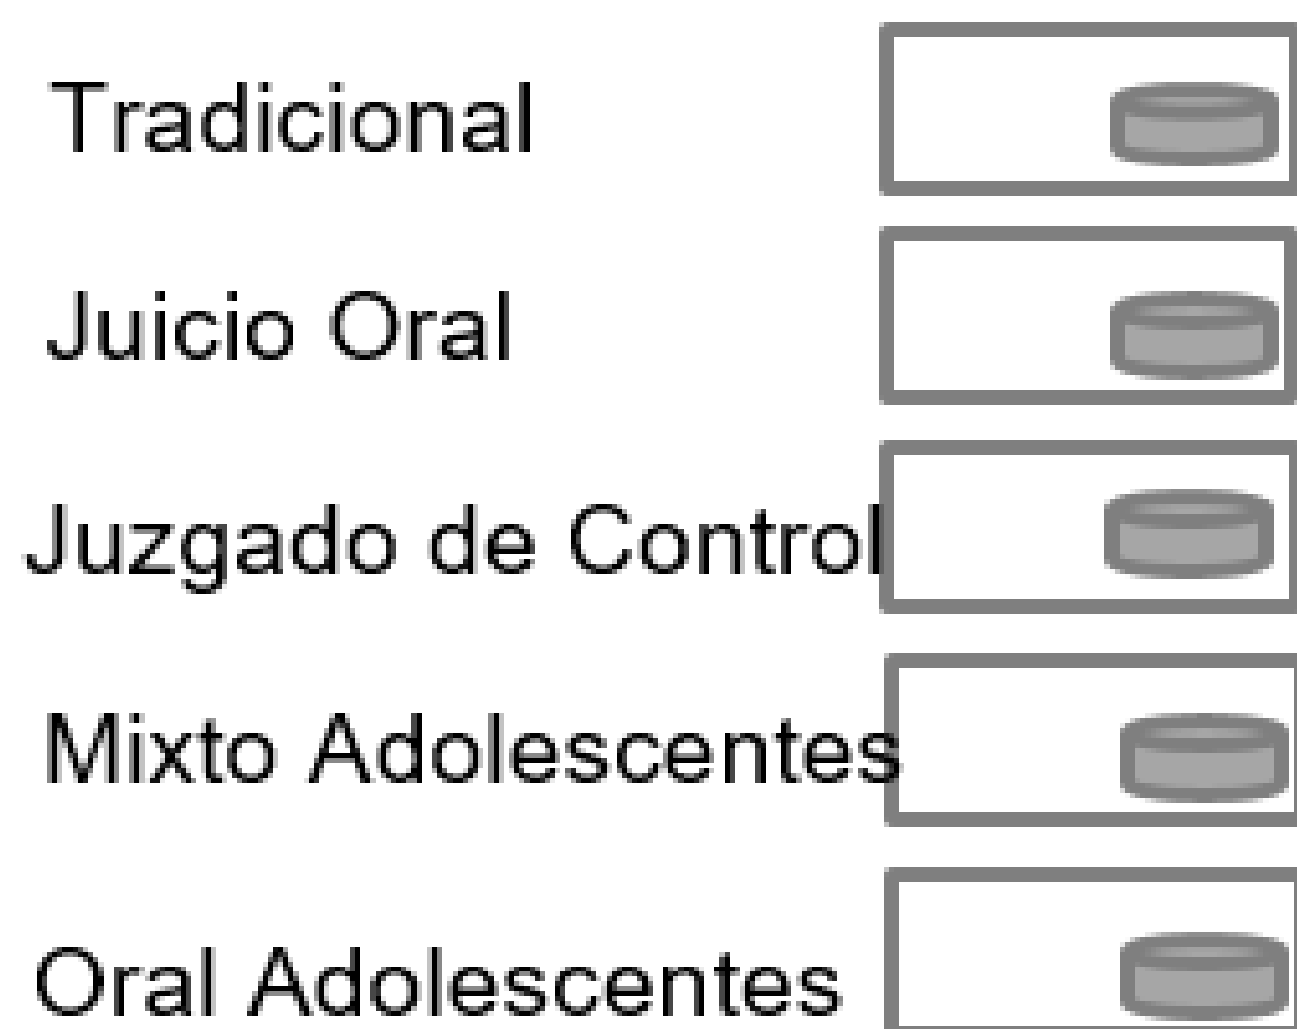 Tradicional
Juicio Oral
Juzgado de Control
Mixto Adolescentes
Oral Adolescentes